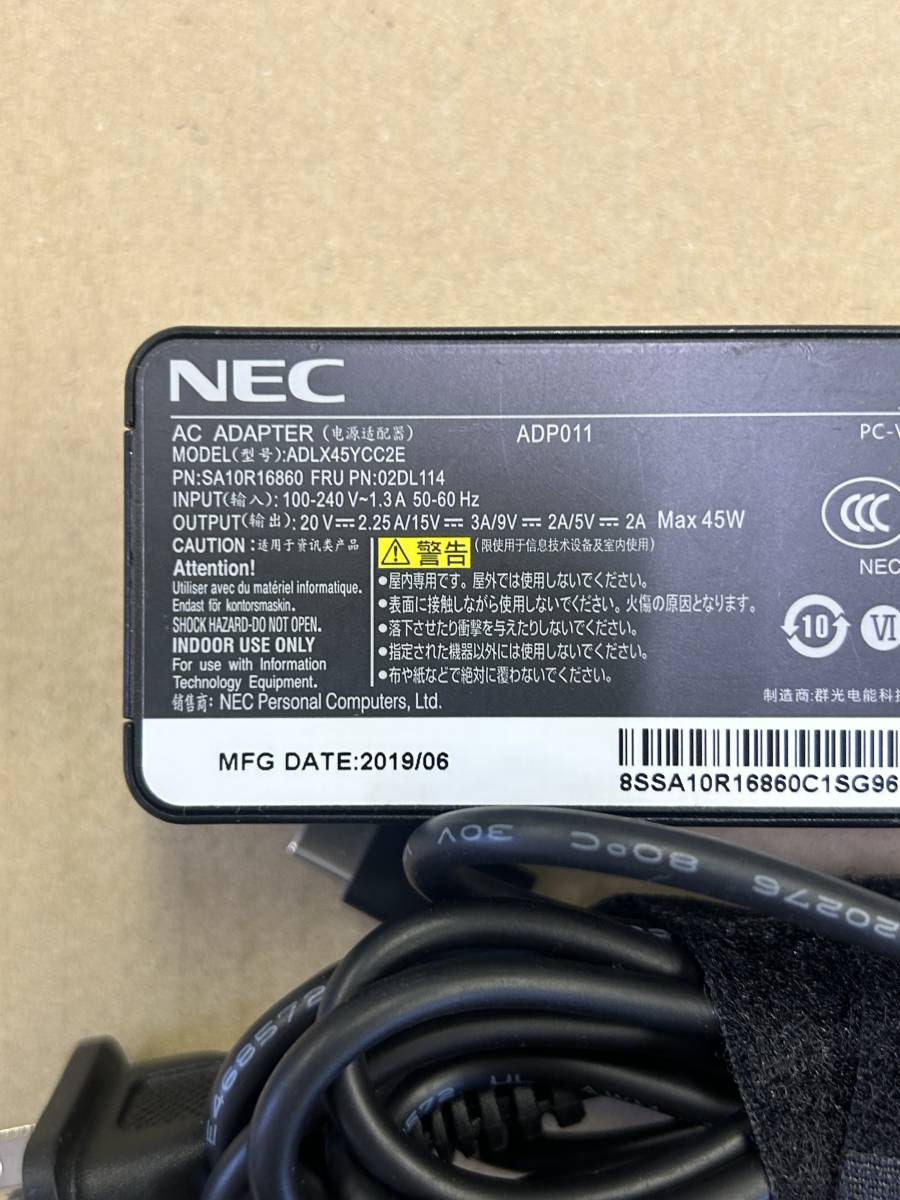 NEC
AC ADAPTER (电源适配器) ADP011 PC-V
MODEL(型号):ADLX45YCC2E
PN:SA10R16860 FRU PN:02DL114
INPUT(输入): 100-240 V~1.3 A 50-60 Hz
OUTPUT(输出): 20 V⎓2.25 A/15V⎓ 3A/9V⎓ 2A/5V⎓ 2A Max 45W
CCC
NEC
CAUTION :适用于资讯类产品
Attention!
Utiliser avec du matériel informatique.
Endast för kontorsmaskin.
SHOCK HAZARD-DO NOT OPEN.
INDOOR USE ONLY
For use with Information
Technology Equipment.
销售商: NEC Personal Computers, Ltd.
警告 (限使用于信息技术设备及室内使用)
●屋内専用です。屋外では使用しないでください。
●表面に接触しながら使用しないでください。火傷の原因となります。
●落下させたり衝撃を与えたりしないでください。
●指定された機器以外には使用しないでください。
●布や紙などで絶対に覆わないでください。
10 VI
制造商:群光电能科技
MFG DATE:2019/06
8SSA10R16860C1SG96
30V 80°C 20276
E468572
572 UL